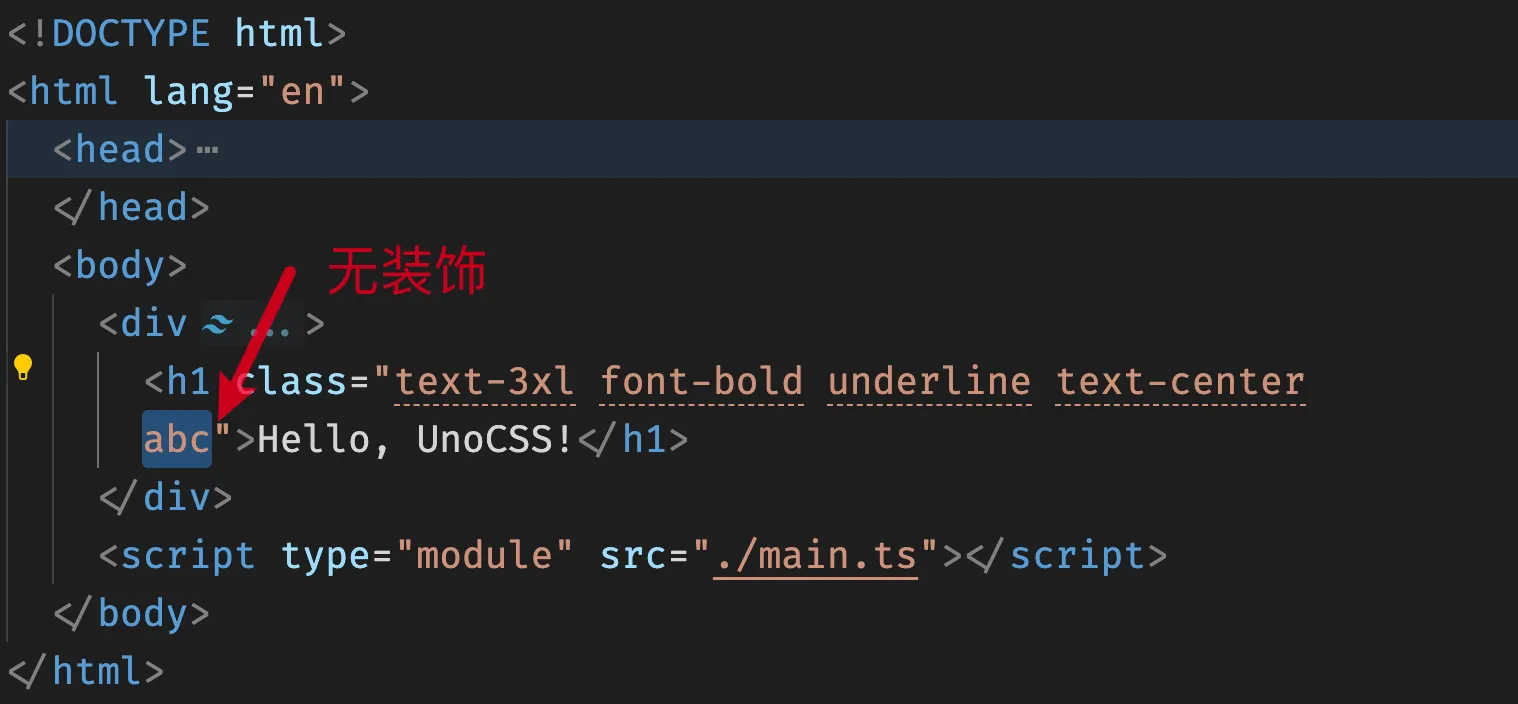 <!DOCTYPE html>
<html lang="en">
<head>…
</head>
<body>
无装饰
<div ...>
<h1 class="text-3xl font-bold underline text-center
abc">Hello, UnoCSS!</h1>
</div>
<script type="module" src="./main.ts"></script>
</body>
</html>